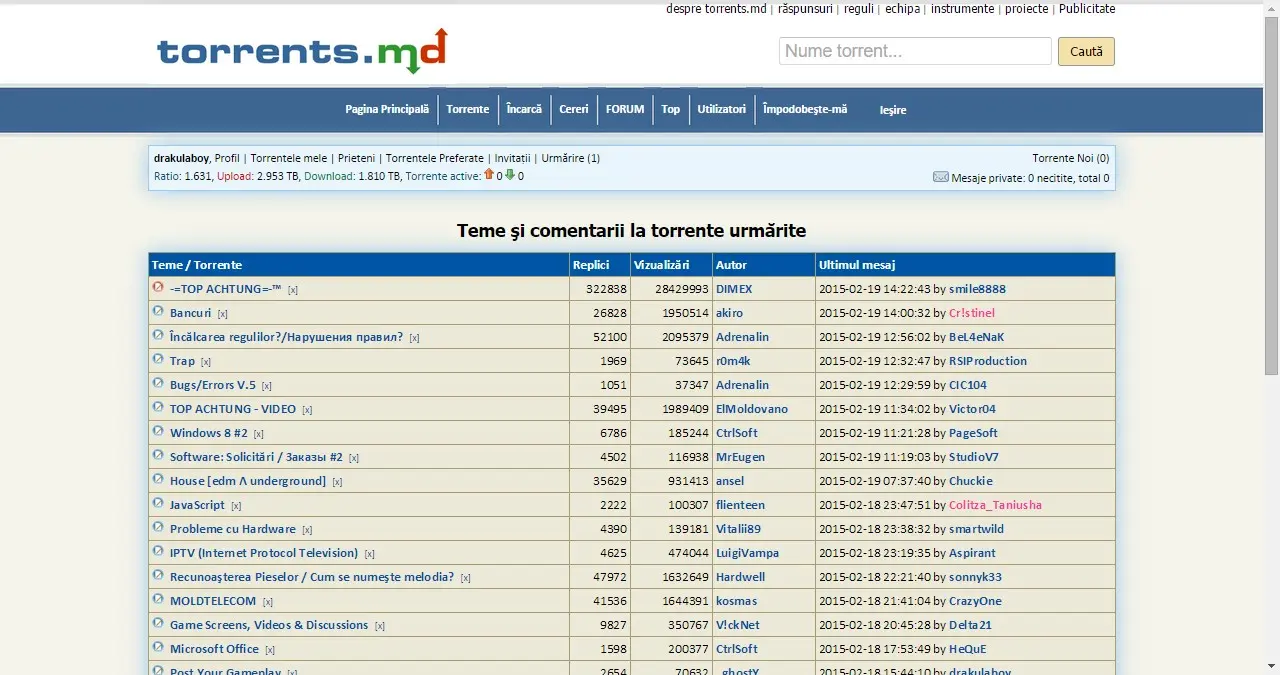 despre torrents.md | răspunsuri | reguli | echipa | instrumente | proiecte | Publicitate
torrents.md
Nume torrent... Caută
Pagina Principală Torrente Încarcă Cereri FORUM Top Utilizatori Împodobeşte-mă Ieşire
drakulaboy, Profil | Torrentele mele | Prieteni | Torrentele Preferate | Invitații | Urmărire (1) Torrente Noi (0)
Ratio: 1.631, Upload: 2.953 TB, Download: 1.810 TB, Torrente active: 0 0 Mesaje private: 0 necitite, total 0
Teme şi comentarii la torrente urmărite
Teme / Torrente Replici Vizualizări Autor Ultimul mesaj
-=TOP ACHTUNG=-™ [x] 322838 28429993 DIMEX 2015-02-19 14:22:43 by smile8888
Bancuri [x] 26828 1950514 akiro 2015-02-19 14:00:32 by Cr!stinel
Încălcarea regulilor?/Нарушения правил? [x] 52100 2095379 Adrenalin 2015-02-19 12:56:02 by BeL4eNaK
Trap [x] 1969 73645 r0m4k 2015-02-19 12:32:47 by RSIProduction
Bugs/Errors V.5 [x] 1051 37347 Adrenalin 2015-02-19 12:29:59 by CIC104
TOP ACHTUNG - VIDEO [x] 39495 1989409 ElMoldovano 2015-02-19 11:34:02 by Victor04
Windows 8 #2 [x] 6786 185244 CtrlSoft 2015-02-19 11:21:28 by PageSoft
Software: Solicitări / Заказы #2 [x] 4502 116938 MrEugen 2015-02-19 11:19:03 by StudioV7
House [edm Λ underground] [x] 35629 931413 ansel 2015-02-19 07:37:40 by Chuckie
JavaScript [x] 2222 100307 flienteen 2015-02-18 23:47:51 by Colitza_Taniusha
Probleme cu Hardware [x] 4390 139181 Vitalii89 2015-02-18 23:38:32 by smartwild
IPTV (Internet Protocol Television) [x] 4625 474044 LuigiVampa 2015-02-18 23:19:35 by Aspirant
Recunoaşterea Pieselor / Cum se numeşte melodia? [x] 47972 1632649 Hardwell 2015-02-18 22:21:40 by sonnyk33
MOLDTELECOM [x] 41536 1644391 kosmas 2015-02-18 21:41:04 by CrazyOne
Game Screens, Videos & Discussions [x] 9827 350767 V!ckNet 2015-02-18 20:45:28 by Delta21
Microsoft Office [x] 1598 200377 CtrlSoft 2015-02-18 17:53:49 by HeQuE
Post Your Gameplay [x] 2654 70632 _ghostY_ 2015-02-18 15:44:10 by drakulaboy